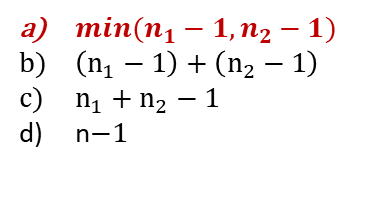 a) min(n₁ − 1, n₂ − 1)
b) (n₁ − 1) + (n₂ − 1)
c) n₁ + n₂ − 1
d) n−1